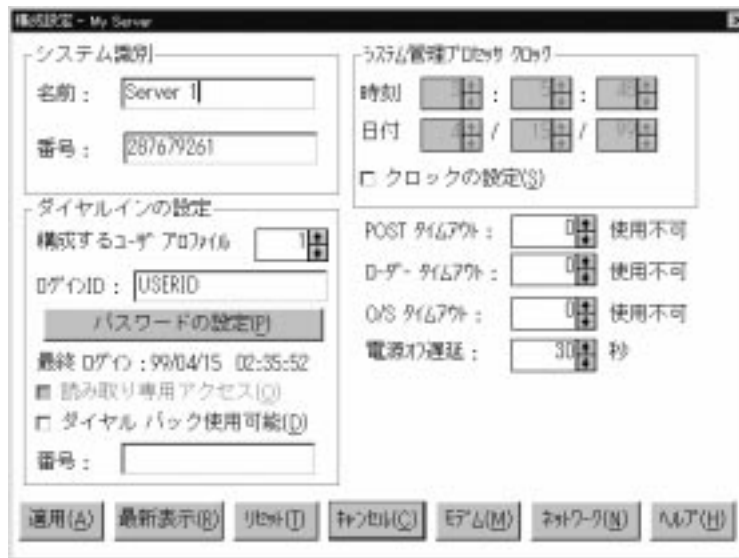 構成設定 - My Server
システム識別
名前： Server 1
番号： 287679261
ダイヤルインの設定
構成するﾕｰｻﾞ ﾌﾟﾛﾌｧｲﾙ 1
ﾛｸﾞｲﾝID： USERID
パスワードの設定(P)
最終 ﾛｸﾞｲﾝ：99/04/15 02:35:52
読み取り専用アクセス(O)
ダイヤル バック使用可能(D)
番号：
ｼｽﾃﾑ管理ﾌﾟﾛｾｯｻ ｸﾛｯｸ
時刻 3 : 5 : 48
日付 4 / 15 / 99
クロックの設定(S)
POST ﾀｲﾑｱｳﾄ： 0 使用不可
ﾛｰﾀﾞｰ ﾀｲﾑｱｳﾄ： 0 使用不可
O/S ﾀｲﾑｱｳﾄ： 0 使用不可
電源ｵﾌ遅延： 30 秒
適用(A) 最新表示(R) ﾘｾｯﾄ(T) ｷｬﾝｾﾙ(C) ﾓﾃﾞﾑ(M) ﾈｯﾄﾜｰｸ(N) ﾍﾙﾌﾟ(H)